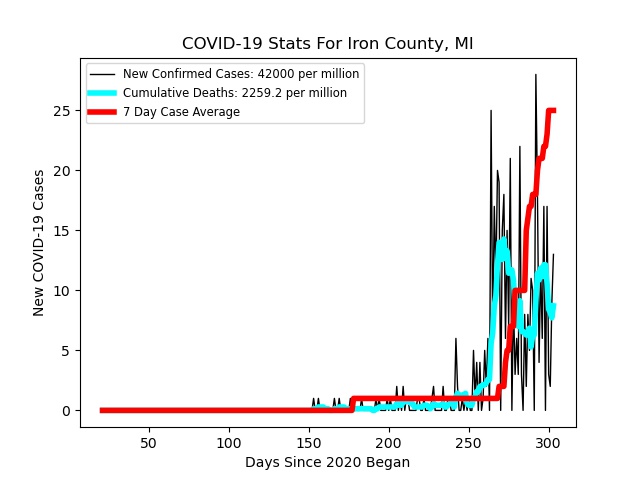 COVID-19 Stats For Iron County, MI
New Confirmed Cases: 42000 per million
Cumulative Deaths: 2259.2 per million
7 Day Case Average
New COVID-19 Cases
25
20
15
10
5
0
50 100 150 200 250 300
Days Since 2020 Began